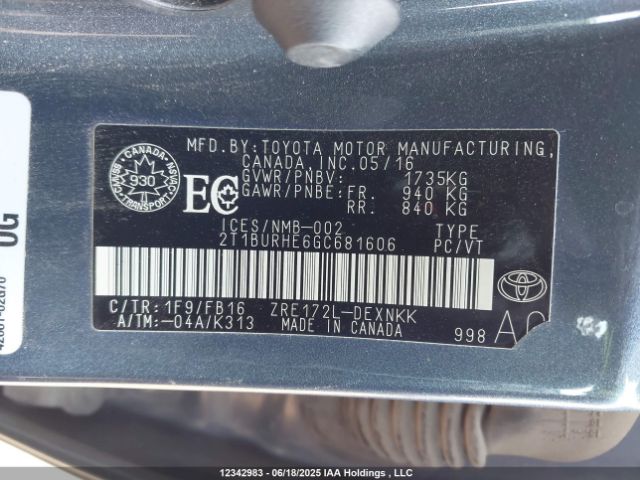 MFD.BY:TOYOTA MOTOR MANUFACTURING,
CANADA,INC.05/16
GVWR/PNBV: 1735KG
GAWR/PNBE:FR. 940 KG
RR. 840 KG
CANADA
930
TRANSPORT
EC
ICES/NMB-002 TYPE
2T1BURHE6GC681606 PC/VT
C/TR:1F9/FB16 ZRE172L-DEXNKK
A/TM:-04A/K313 MADE IN CANADA
998
OG
12342983 - 06/18/2025 IAA Holdings , LLC